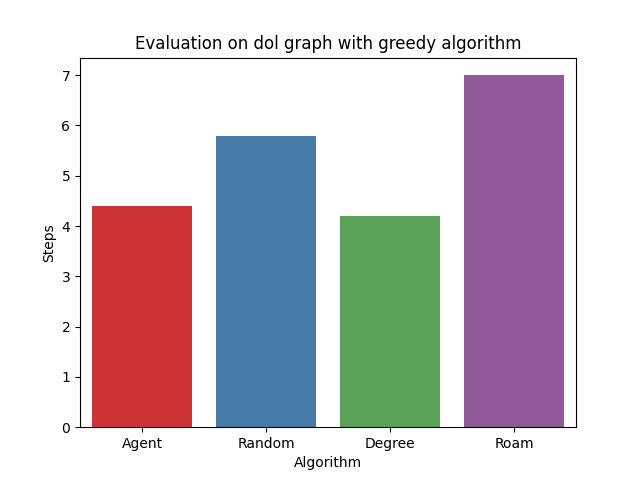 Evaluation on dol graph with greedy algorithm
7
6
5
4
3
2
1
0
Steps
Agent Random Degree Roam
Algorithm